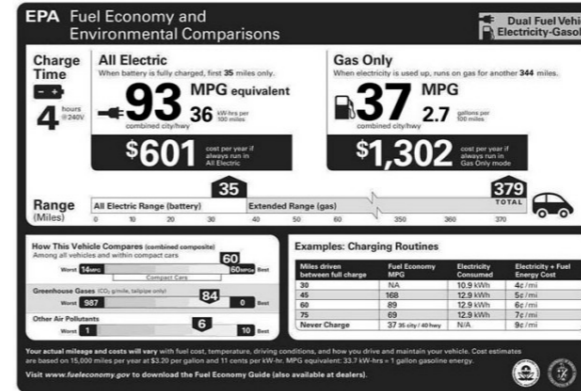 EPA Fuel Economy and
Environmental Comparisons
Dual Fuel Vehi
Electricity-Gasol
Charge
Time
4 hours
@240V
All Electric
When battery is fully charged, first 35 miles only.
93 MPG equivalent
36 kW-hrs per
100 miles
combined city/hwy
$601 cost per year if
always run in
All Electric
Gas Only
When electricity is used up, runs on gas for another 344 miles.
37 MPG
2.7 gallons per
100 miles
combined city/hwy
$1,302 cost per year if
always run in
Gas Only mode
Range
(Miles)
35
379
TOTAL
All Electric Range (battery)
Extended Range (gas)
0 10 20 30 40 50 60 350 360 370
How This Vehicle Compares (combined composite)
Among all vehicles and within compact cars
60
Worst 14MPG 60MPGe Best
Compact Cars
Greenhouse Gases (CO2 g/mile, tailpipe only)
84
Worst 987 0 Best
Other Air Pollutants
6
Worst 1 10 Best
Examples: Charging Routines
Miles driven between full charge | Fuel Economy MPG | Electricity Consumed | Electricity + Fuel Energy Cost
30 NA 10.9 kWh 4¢/mi
45 168 12.9 kWh 5¢/mi
60 89 12.9 kWh 6¢/mi
75 69 12.9 kWh 7¢/mi
Never Charge 37 35 city / 40 hwy N/A 9¢/mi
Your actual mileage and costs will vary with fuel cost, temperature, driving conditions, and how you drive and maintain your vehicle. Cost estimates
are based on 15,000 miles per year at $3.20 per gallon and 11 cents per kW-hr. MPG equivalent: 33.7 kW-hrs = 1 gallon gasoline energy.
Visit www.fueleconomy.gov to download the Fuel Economy Guide (also available at dealers).